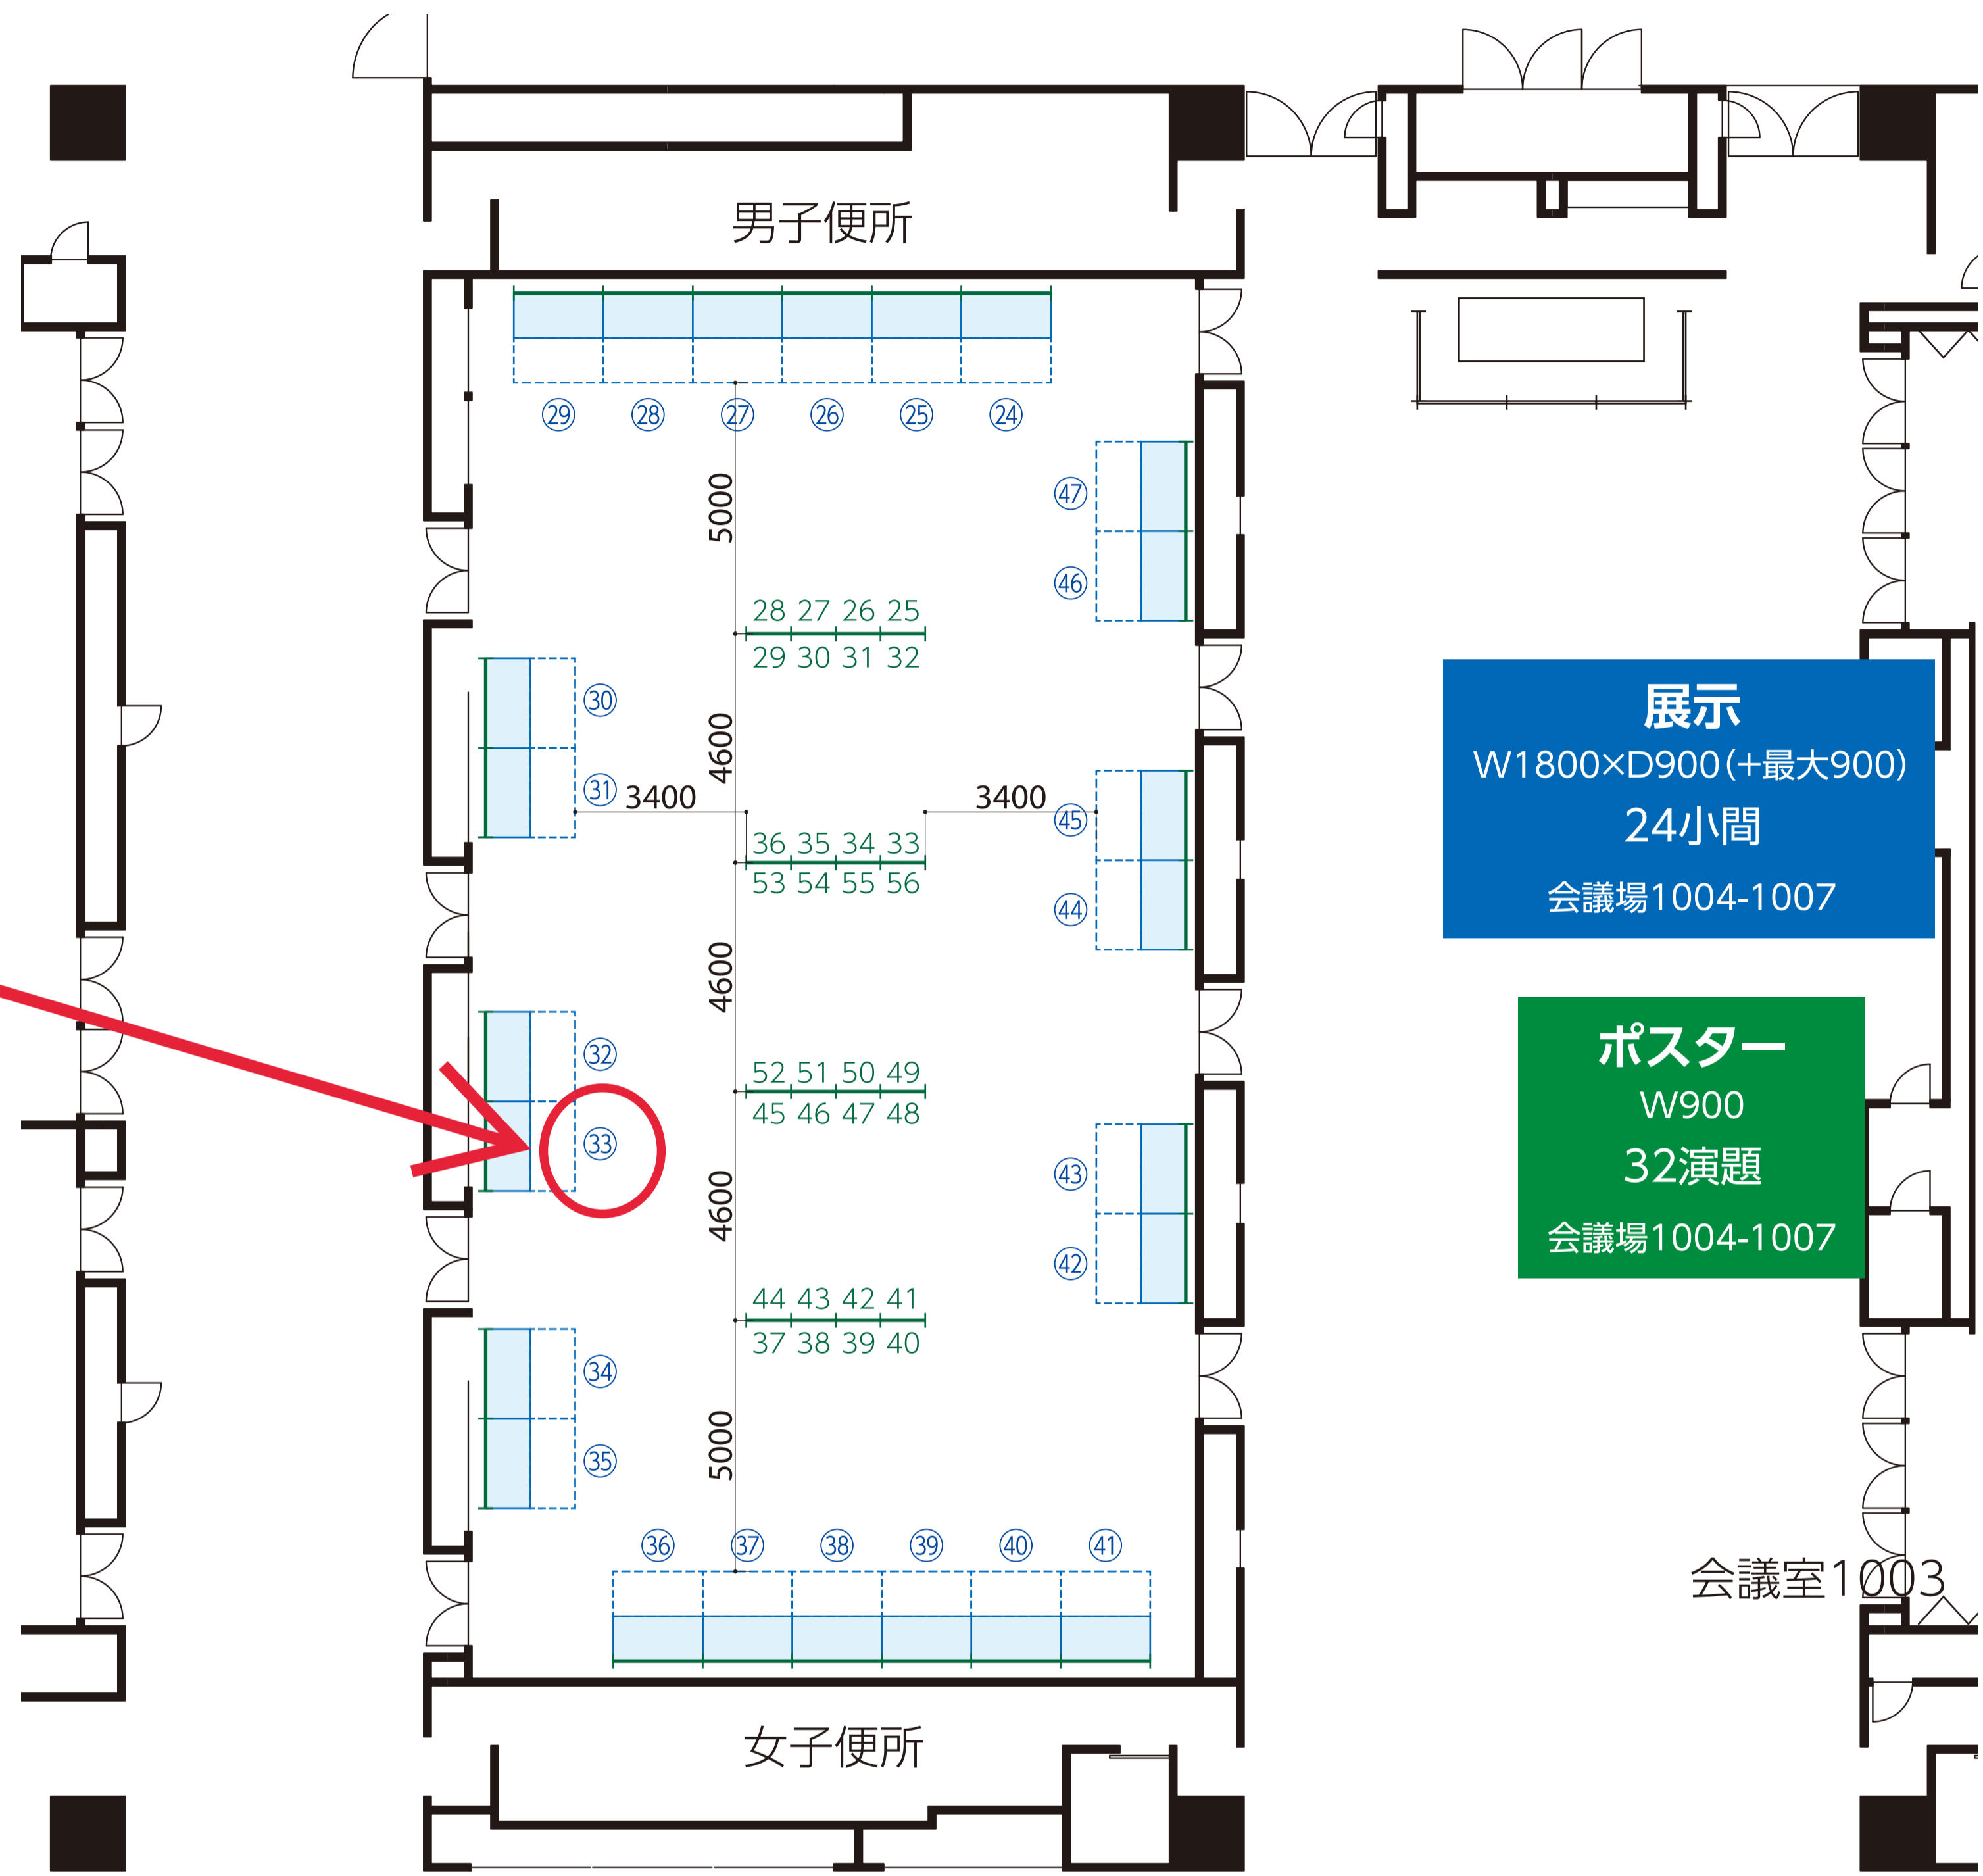 男子便所
㉙ ㉘ ㉗ ㉖ ㉕ ㉔
㊼
5000
㊻
28 27 26 25
29 30 31 32
展示
W1800×D900(+最大900)
24小間
会議場1004-1007
㉚
4600
㉛
3400
3400
㊺
36 35 34 33
53 54 55 56
㊹
4600
㉜
ポスター
W900
32演題
会議場1004-1007
52 51 50 49
45 46 47 48
㉝
㊸
4600
㊷
44 43 42 41
37 38 39 40
㉞
5000
㉟
㊱ ㊲ ㊳ ㊴ ㊵ ㊶
会議室1003
女子便所